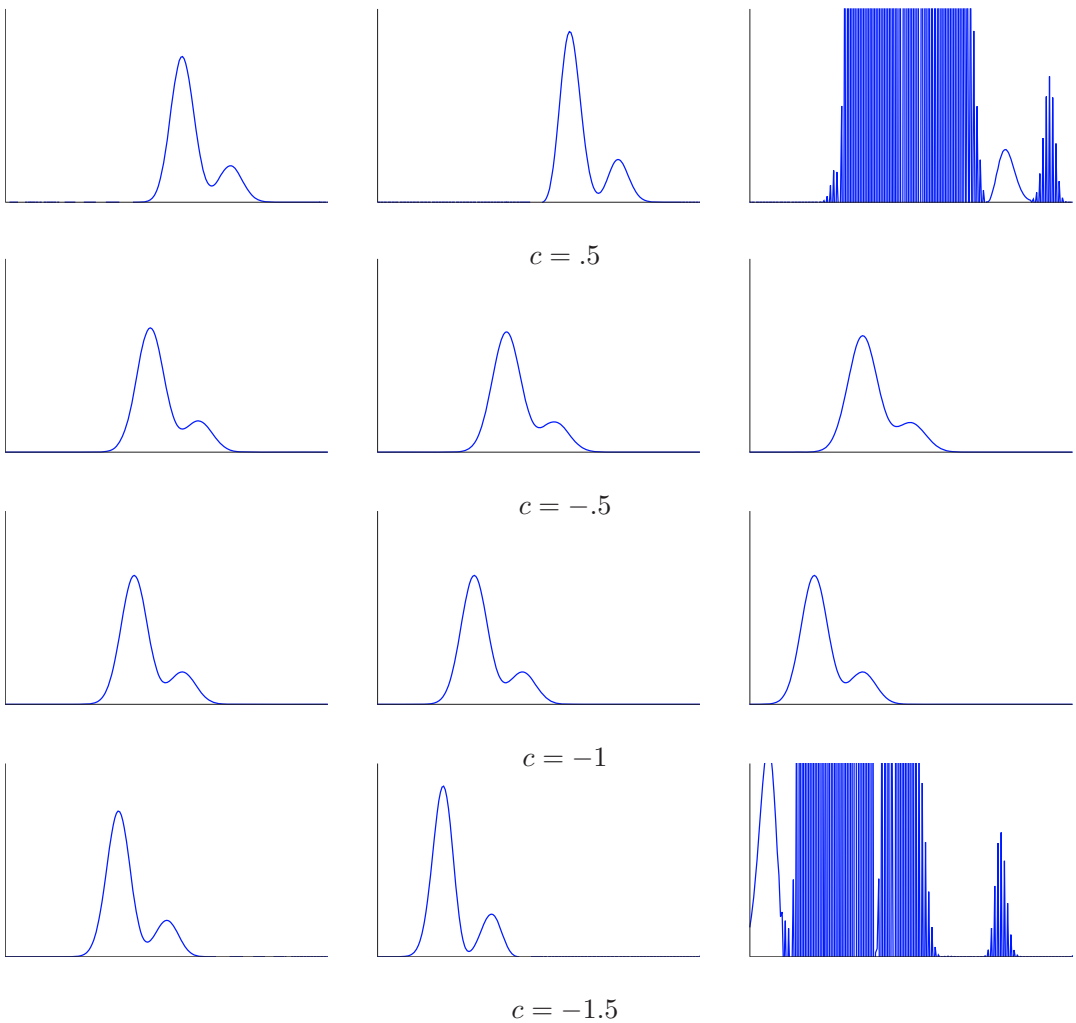 c = .5
c = −.5
c = −1
c = −1.5